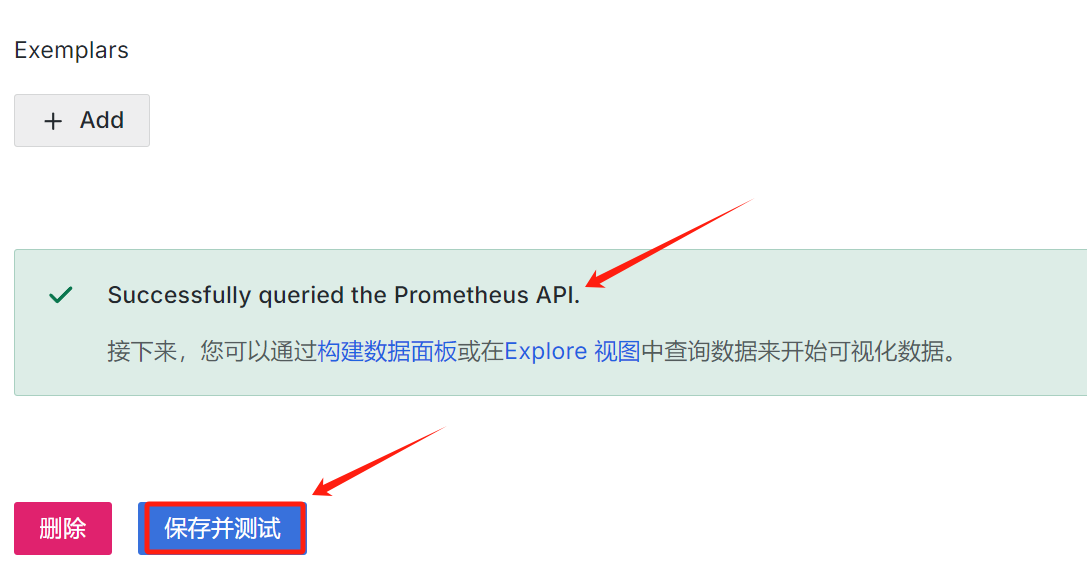 Exemplars
+ Add
Successfully queried the Prometheus API.
接下来，您可以通过构建数据面板或在Explore 视图中查询数据来开始可视化数据。
删除 保存并测试